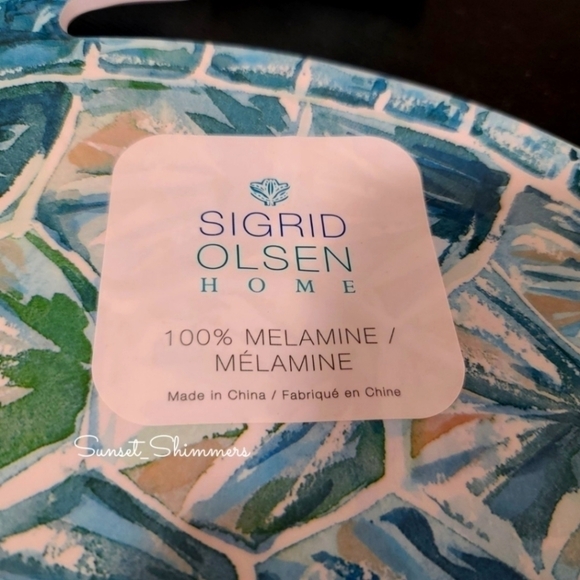 SIGRID
OLSEN
HOME
100% MELAMINE /
MÉLAMINE
Made in China / Fabriqué en Chine
Sunset_Shimmers